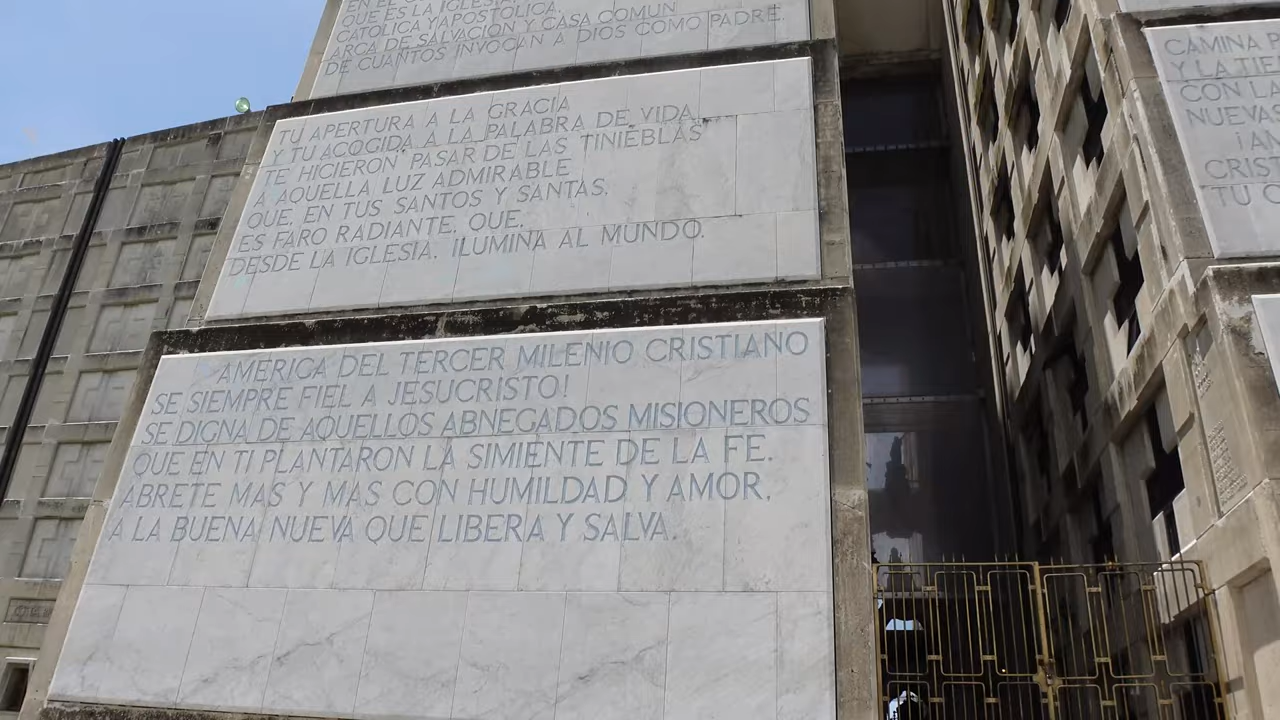 QUE ES LA IGLESIA
CATOLICA Y APOSTOLICA
ARCA DE SALVACION Y CASA COMUN
DE CUANTOS INVOCAN A DIOS COMO PADRE.
TU APERTURA A LA GRACIA
Y TU ACOGIDA A LA PALABRA DE VIDA
TE HICIERON PASAR DE LAS TINIEBLAS
A AQUELLA LUZ ADMIRABLE
QUE, EN TUS SANTOS Y SANTAS,
ES FARO RADIANTE, QUE,
DESDE LA IGLESIA, ILUMINA AL MUNDO.
AMERICA DEL TERCER MILENIO CRISTIANO
SE SIEMPRE FIEL A JESUCRISTO!
SE DIGNA DE AQUELLOS ABNEGADOS MISIONEROS
QUE EN TI PLANTARON LA SIMIENTE DE LA FE.
ABRETE MAS Y MAS CON HUMILDAD Y AMOR,
A LA BUENA NUEVA QUE LIBERA Y SALVA.
CAMINA
Y LA
CON LA
NUEVAS
TU